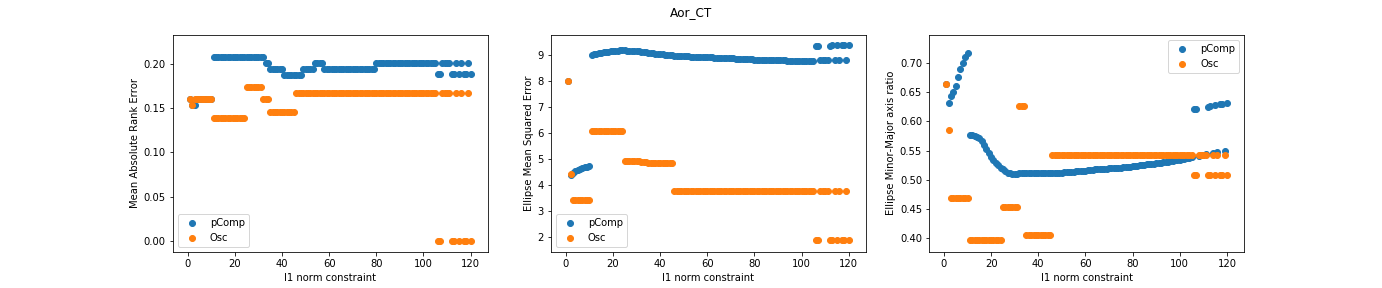 Aor_CT
Mean Absolute Rank Error
0.20
0.15
0.10
0.05
0.00
pComp
Osc
0 20 40 60 80 100 120
l1 norm constraint
Ellipse Mean Squared Error
9
8
7
6
5
4
3
2
pComp
Osc
0 20 40 60 80 100 120
l1 norm constraint
Ellipse Minor-Major axis ratio
0.70
0.65
0.60
0.55
0.50
0.45
0.40
pComp
Osc
0 20 40 60 80 100 120
l1 norm constraint